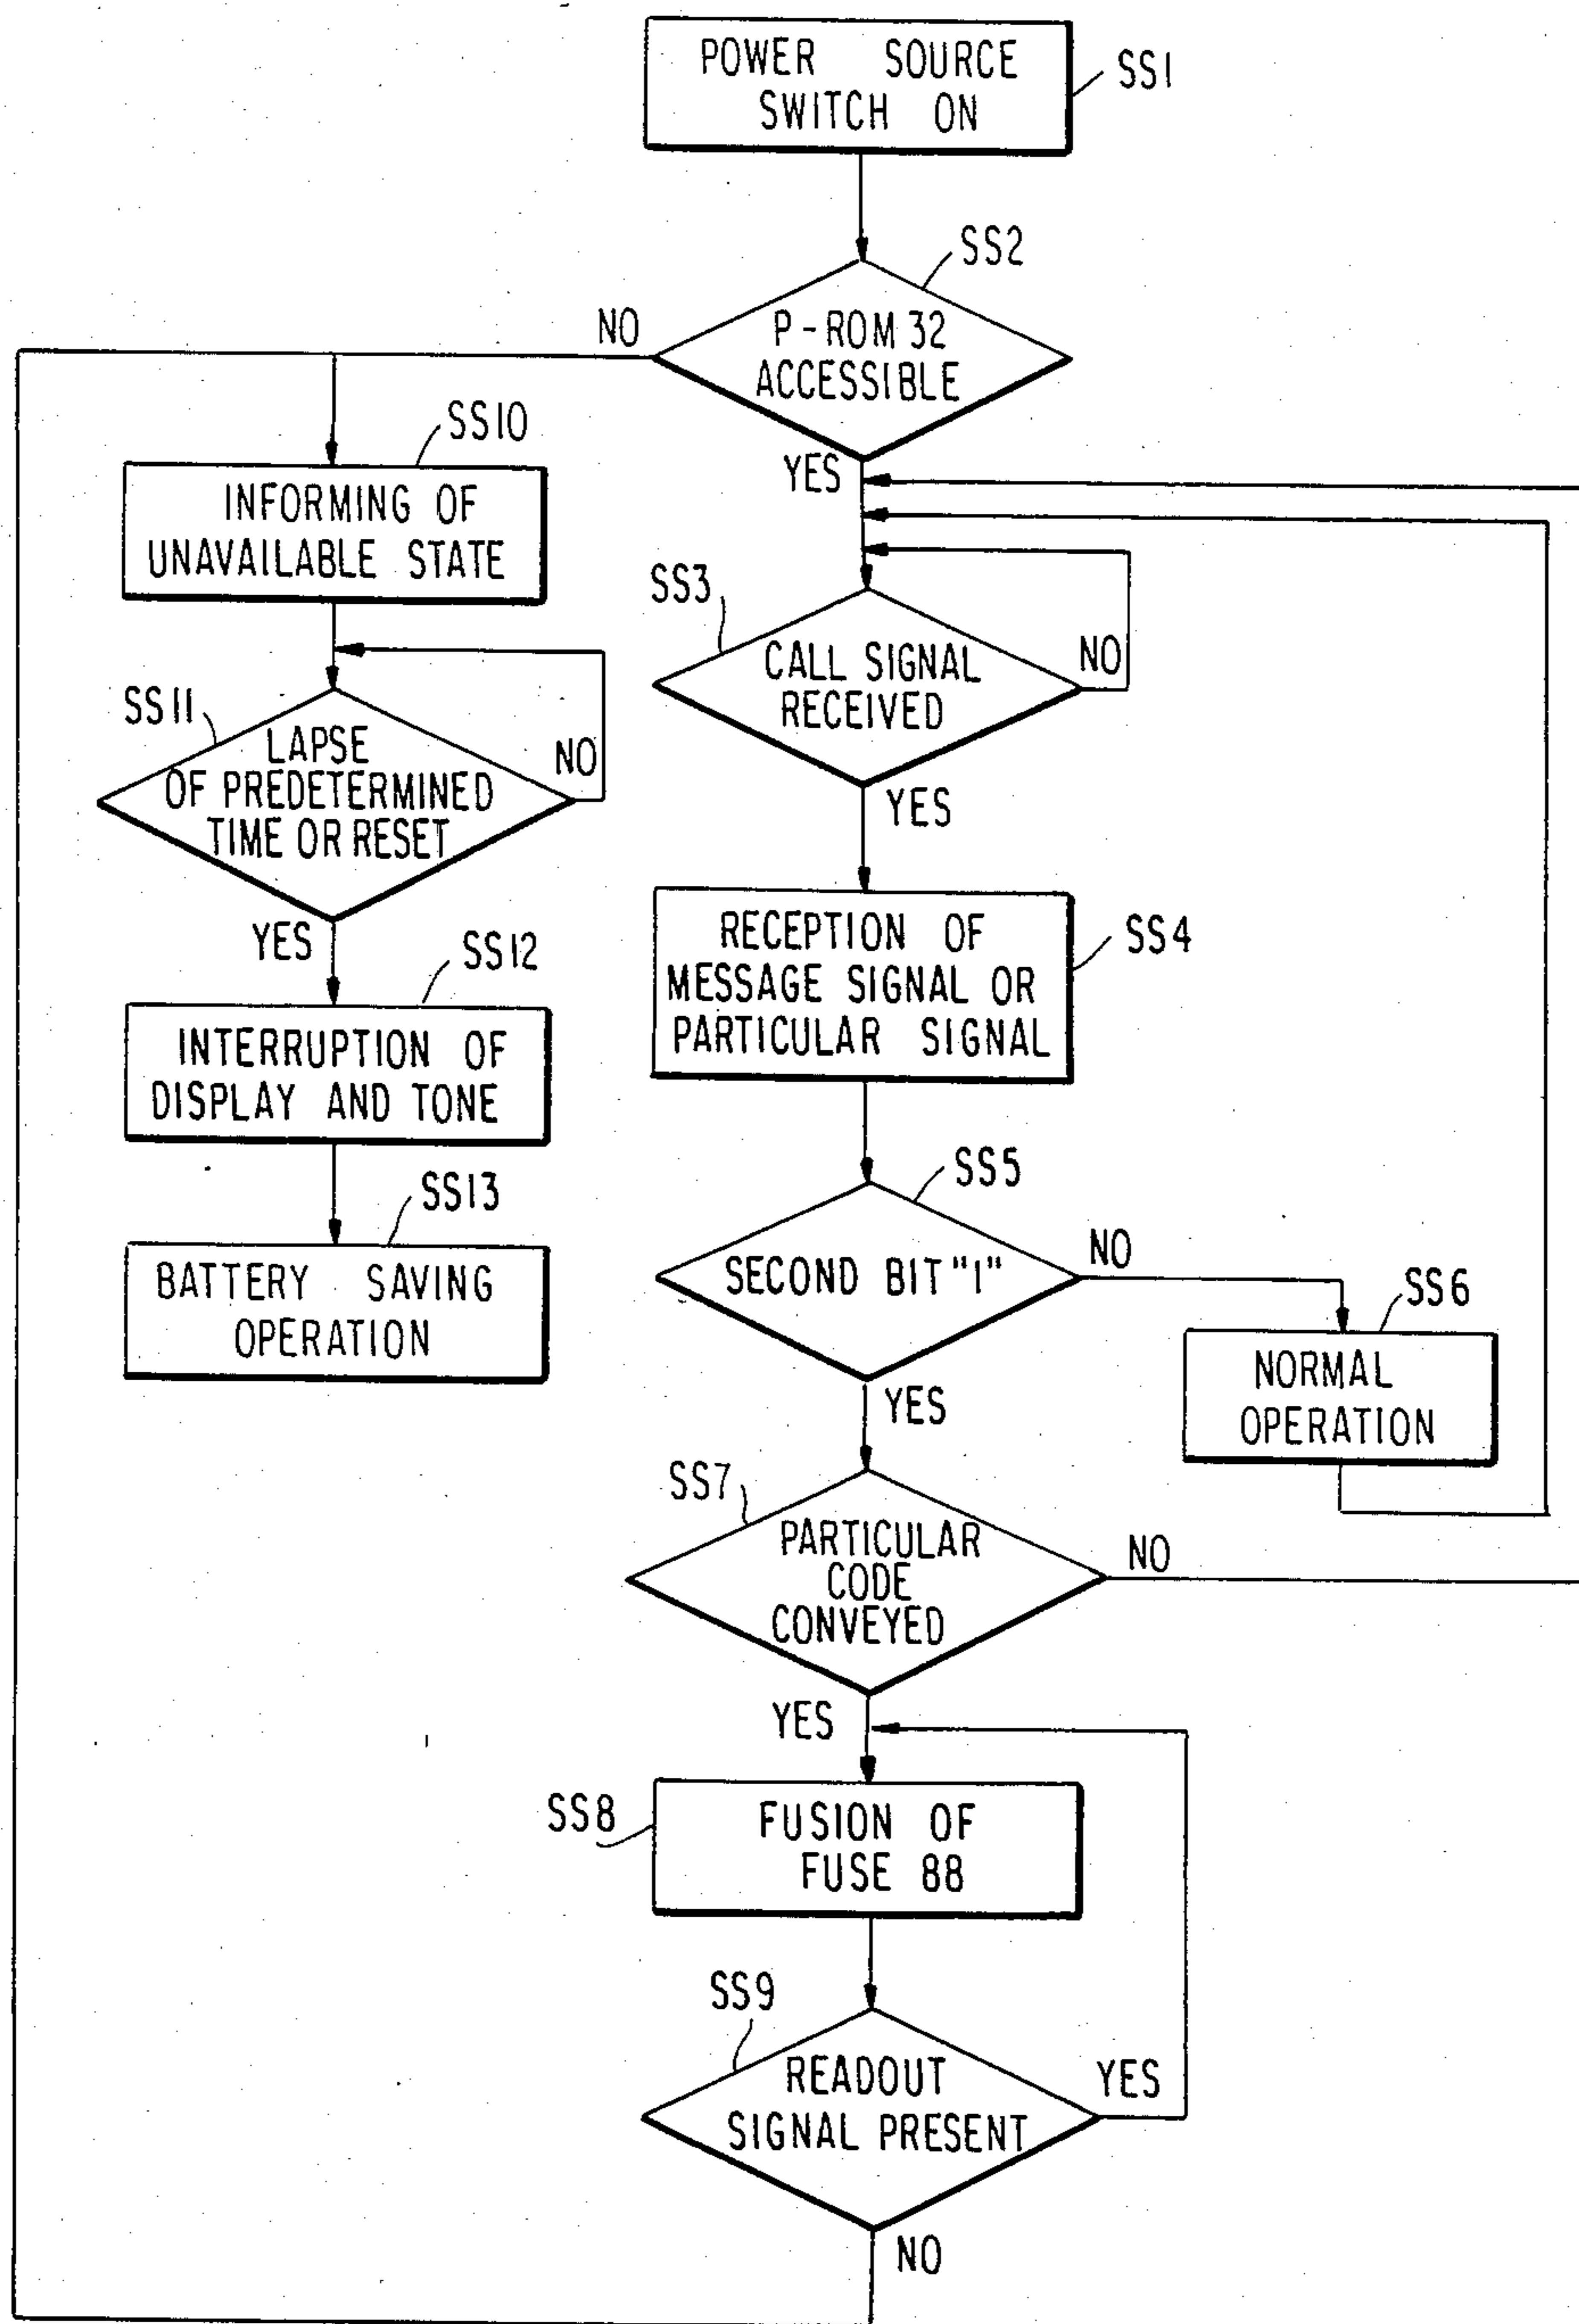 POWER SOURCE
SWITCH ON
SS1
SS2
P-ROM 32
ACCESSIBLE
NO
YES
SS10
INFORMING OF
UNAVAILABLE STATE
SS3
CALL SIGNAL
RECEIVED
NO
YES
SS11
LAPSE
OF PREDETERMINED
TIME OR RESET
NO
YES
SS4
RECEPTION OF
MESSAGE SIGNAL OR
PARTICULAR SIGNAL
SS12
INTERRUPTION OF
DISPLAY AND TONE
SS5
SECOND BIT "1"
NO
YES
SS13
BATTERY SAVING
OPERATION
SS6
NORMAL
OPERATION
SS7
PARTICULAR
CODE
CONVEYED
NO
YES
SS8
FUSION OF
FUSE 88
SS9
READOUT
SIGNAL PRESENT
YES
NO